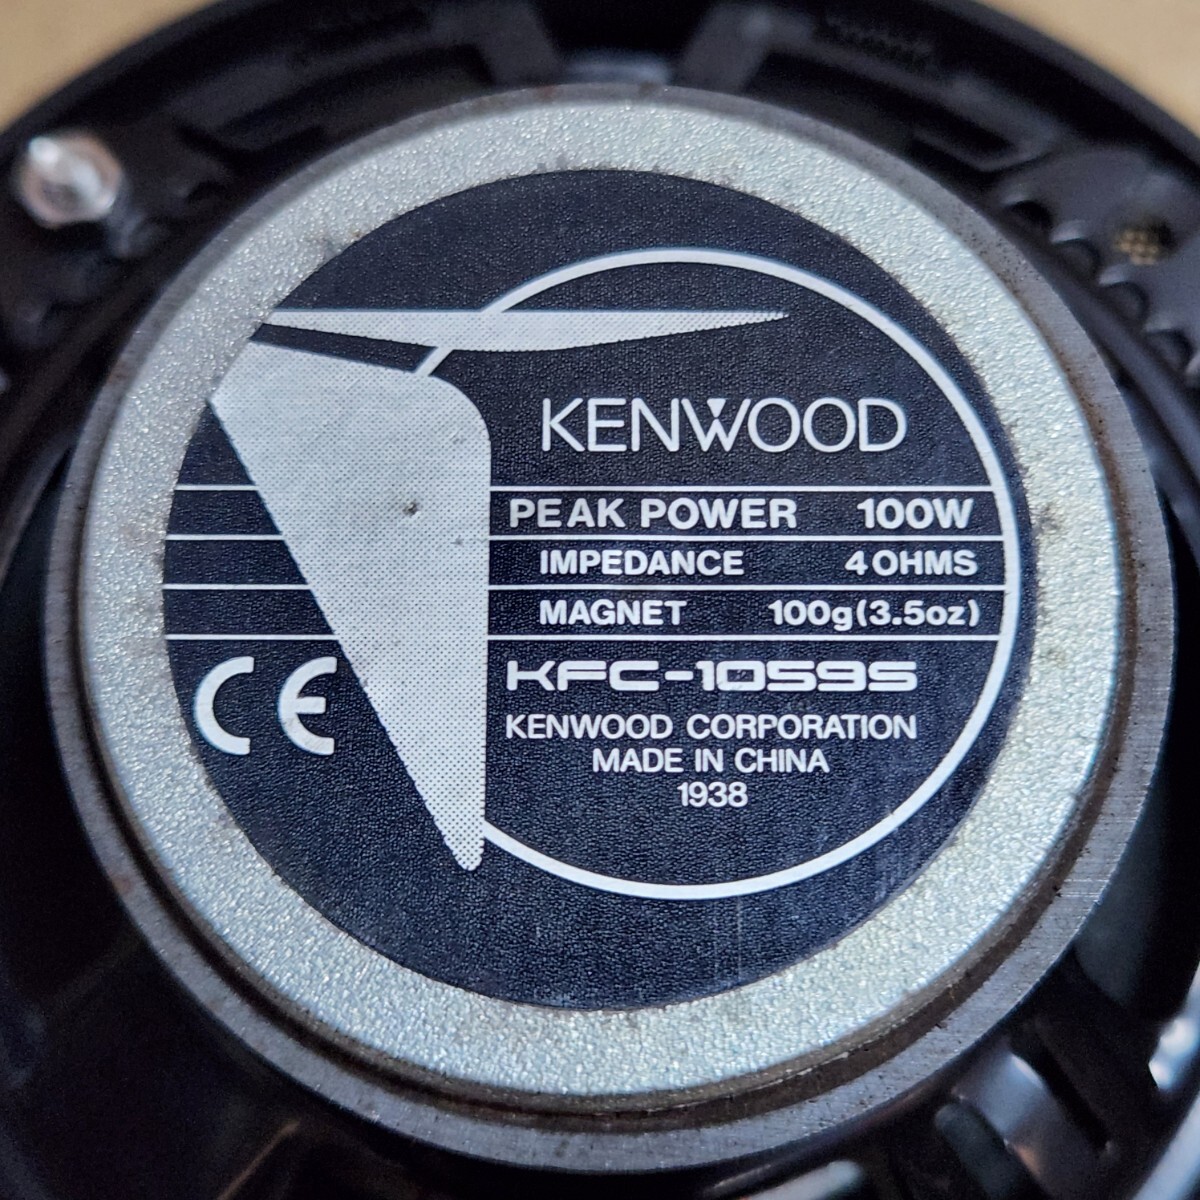 KENWOOD
PEAK POWER 100W
IMPEDANCE 4 OHMS
MAGNET 100g(3.5oz)
KFC-1059S
CE
KENWOOD CORPORATION
MADE IN CHINA
1938